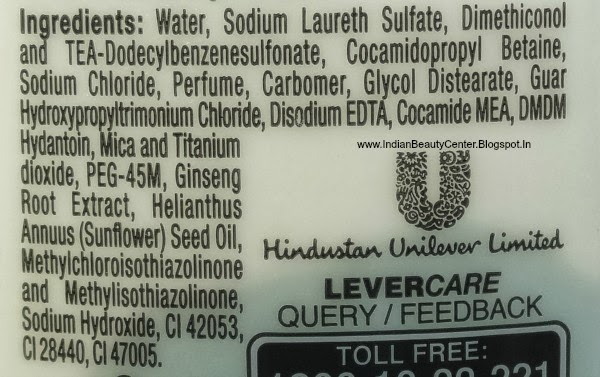 Ingredients: Water, Sodium Laureth Sulfate, Dimethiconol
and TEA-Dodecylbenzenesulfonate, Cocamidopropyl Betaine,
Sodium Chloride, Perfume, Carbomer, Glycol Distearate, Guar
Hydroxypropyltrimonium Chloride, Disodium EDTA, Cocamide MEA, DMDM
Hydantoin, Mica and Titanium
dioxide, PEG-45M, Ginseng
Root Extract, Helianthus
Annuus (Sunflower) Seed Oil,
Methylchloroisothiazolinone
and Methylisothiazolinone,
Sodium Hydroxide, CI 42053,
CI 28440, CI 47005.
www.IndianBeautyCenter.Blogspot.In
Hindustan Unilever Limited
LEVERCARE
QUERY / FEEDBACK
TOLL FREE: